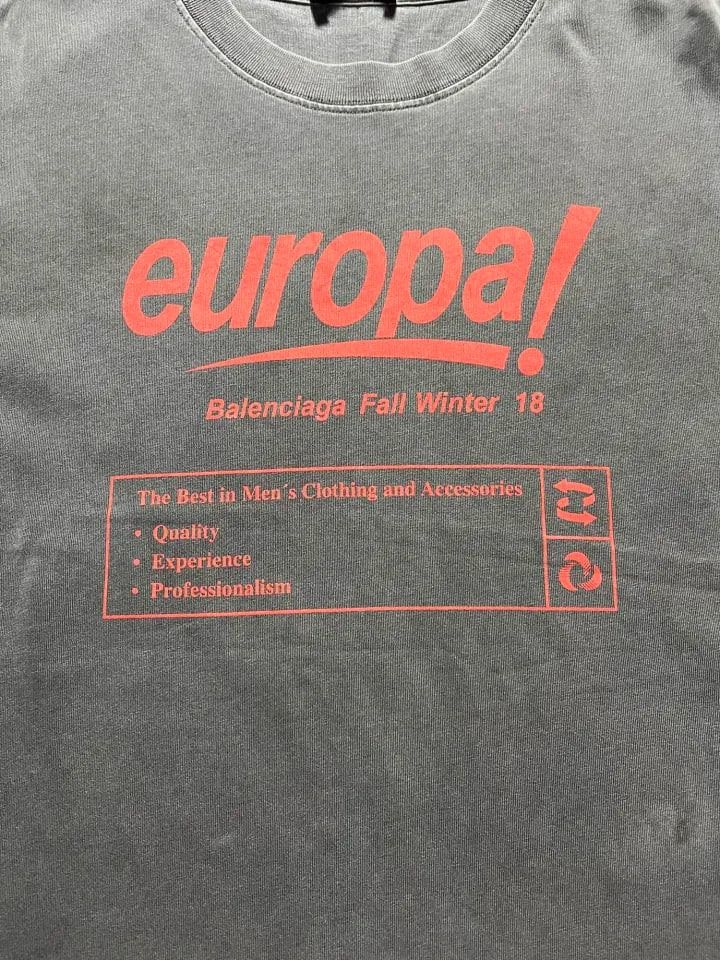 europa!
Balenciaga Fall Winter 18
The Best in Men´s Clothing and Accessories
• Quality
• Experience
• Professionalism